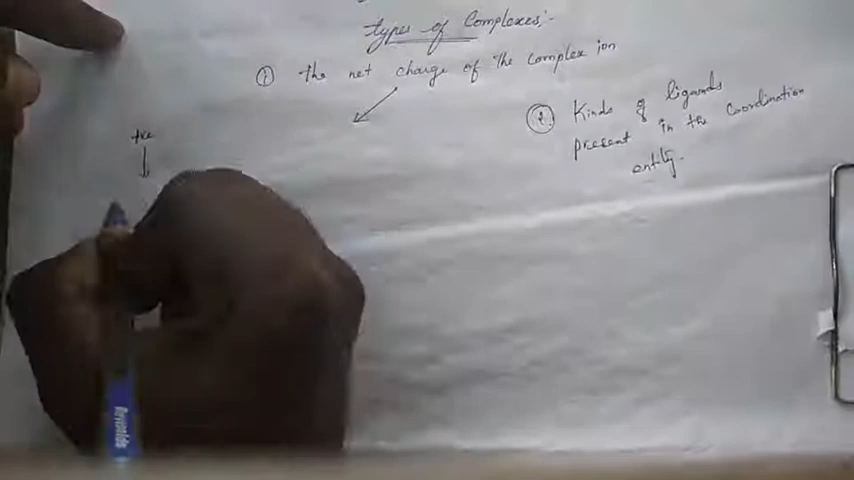 types of Complexes:-
① the net charge of the complex ion
② Kinds of ligands
present in the Coordination
entity.
+ve
Reynolds